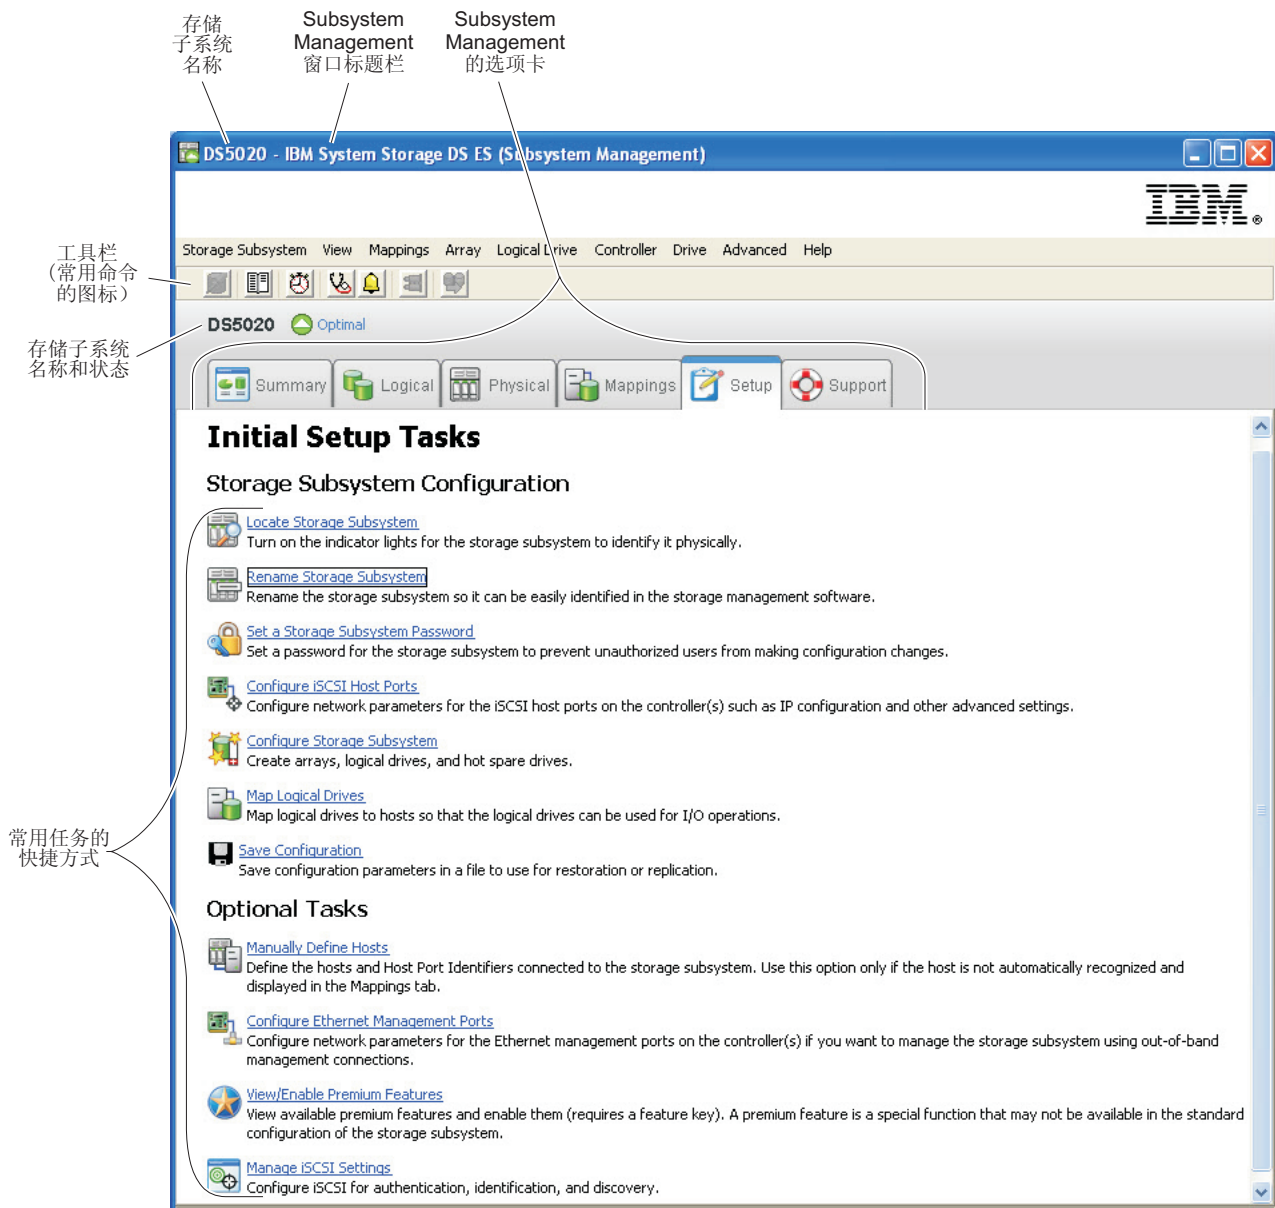 存储
子系统
名称
Subsystem
Management
窗口标题栏
Subsystem
Management
的选项卡
DS5020 - IBM System Storage DS ES (Subsystem Management)
IBM®
Storage Subsystem View Mappings Array Logical Drive Controller Drive Advanced Help
工具栏
(常用命令
的图标)
DS5020 Optimal
存储子系统
名称和状态
Summary Logical Physical Mappings Setup Support
Initial Setup Tasks
Storage Subsystem Configuration
Locate Storage Subsystem
Turn on the indicator lights for the storage subsystem to identify it physically.
Rename Storage Subsystem
Rename the storage subsystem so it can be easily identified in the storage management software.
Set a Storage Subsystem Password
Set a password for the storage subsystem to prevent unauthorized users from making configuration changes.
Configure iSCSI Host Ports
Configure network parameters for the iSCSI host ports on the controller(s) such as IP configuration and other advanced settings.
Configure Storage Subsystem
Create arrays, logical drives, and hot spare drives.
Map Logical Drives
Map logical drives to hosts so that the logical drives can be used for I/O operations.
常用任务的
快捷方式
Save Configuration
Save configuration parameters in a file to use for restoration or replication.
Optional Tasks
Manually Define Hosts
Define the hosts and Host Port Identifiers connected to the storage subsystem. Use this option only if the host is not automatically recognized and
displayed in the Mappings tab.
Configure Ethernet Management Ports
Configure network parameters for the Ethernet management ports on the controller(s) if you want to manage the storage subsystem using out-of-band
management connections.
View/Enable Premium Features
View available premium features and enable them (requires a feature key). A premium feature is a special function that may not be available in the standard
configuration of the storage subsystem.
Manage iSCSI Settings
Configure iSCSI for authentication, identification, and discovery.